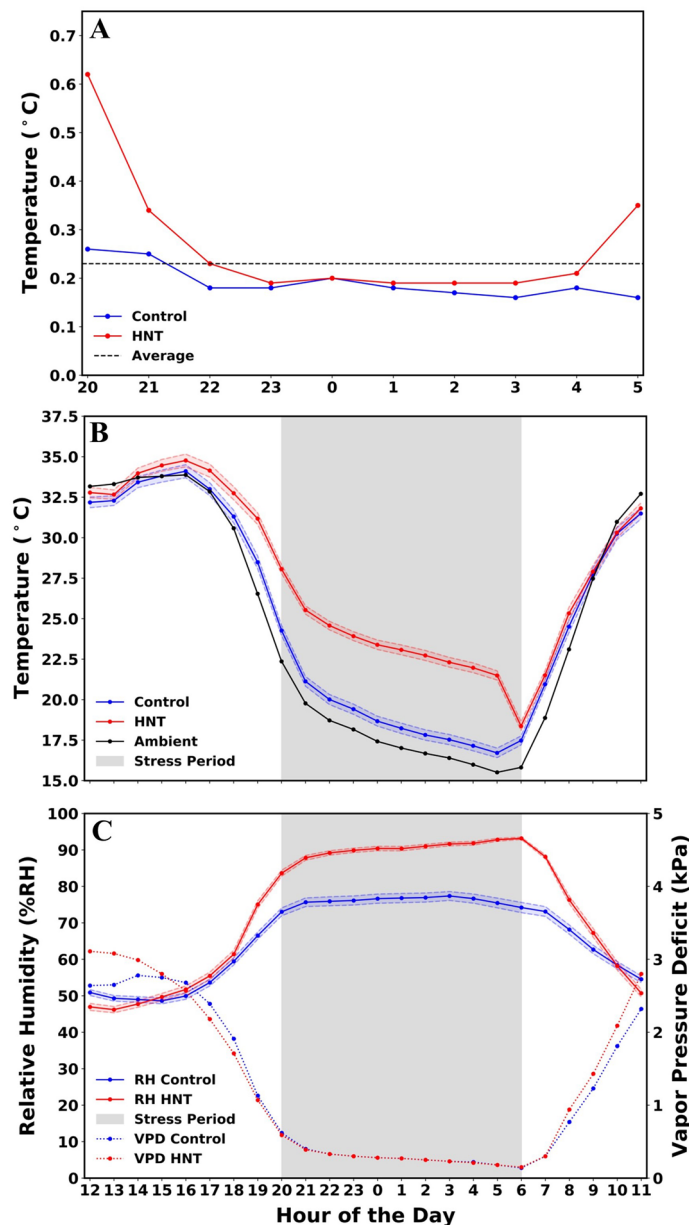 A
Temperature (°C)
0.7
0.6
0.5
0.4
0.3
0.2
0.1
0.0
Control
HNT
Average
20 21 22 23 0 1 2 3 4 5
B
Temperature (°C)
37.5
35.0
32.5
30.0
27.5
25.0
22.5
20.0
17.5
15.0
Control
HNT
Ambient
Stress Period
C
Relative Humidity (%RH)
100
90
80
70
60
50
40
30
20
10
0
RH Control
RH HNT
Stress Period
VPD Control
VPD HNT
5
4
3
2
1
0
Vapor Pressure Deficit (kPa)
12 13 14 15 16 17 18 19 20 21 22 23 0 1 2 3 4 5 6 7 8 9 10 11
Hour of the Day